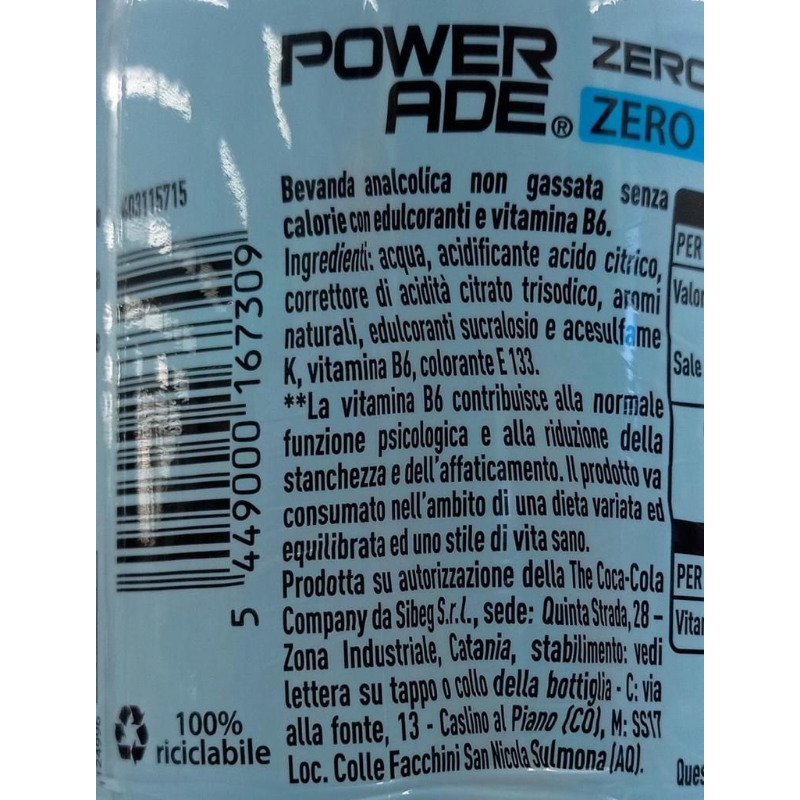 POWER
ADE®
ZERO
ZERO
Bevanda analcolica non gassata senza
calorie con edulcoranti e vitamina B6.
Ingredienti: acqua, acidificante acido citrico,
correttore di acidità citrato trisodico, aromi
naturali, edulcoranti sucralosio e acesulfame
K, vitamina B6, colorante E 133.
**La vitamina B6 contribuisce alla normale
funzione psicologica e alla riduzione della
stanchezza e dell'affaticamento. Il prodotto va
consumato nell'ambito di una dieta variata ed
equilibrata ed uno stile di vita sano.
Prodotta su autorizzazione della The Coca-Cola
Company da Sibeg S.r.l., sede: Quinta Strada, 28 –
Zona Industriale, Catania, stabilimento: vedi
lettera su tappo o collo della bottiglia - C: via
alla fonte, 13 - Caslino al Piano (CO), M: SS17
Loc. Colle Facchini San Nicola Sulmona (AQ).
5 449000 167309
100%
riciclabile
PER
Sale
PER